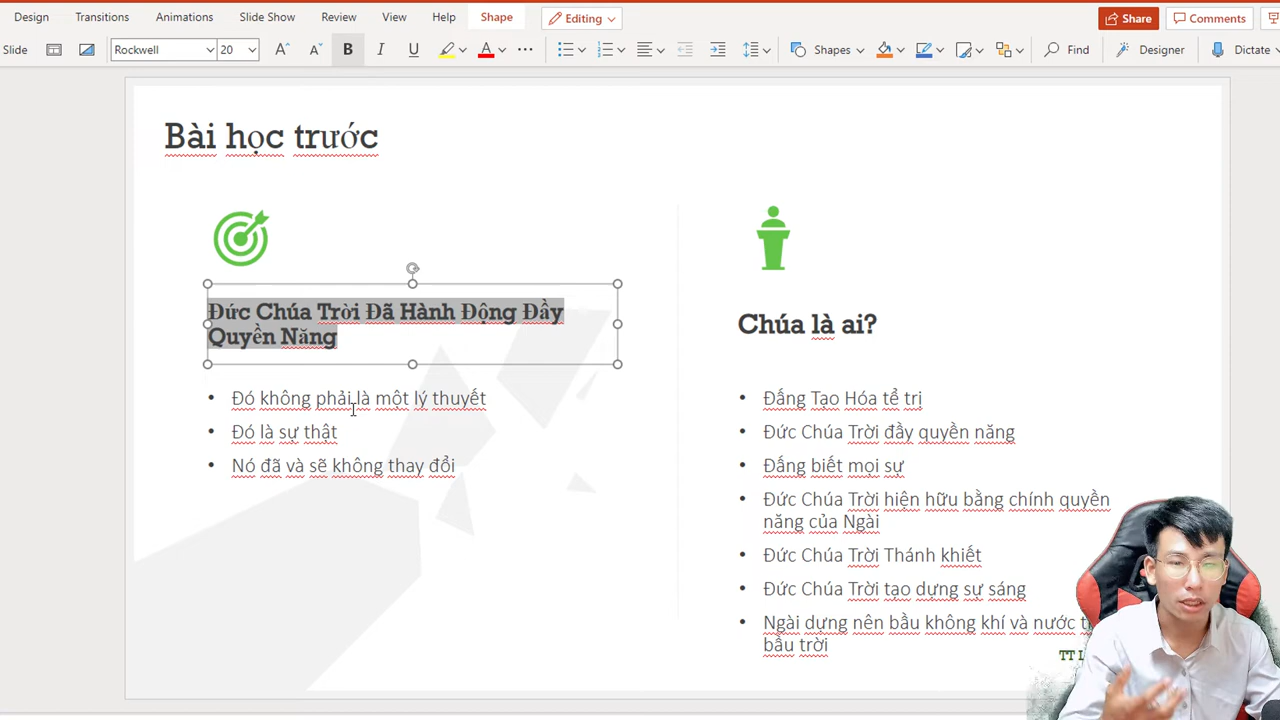 Design Transitions Animations Slide Show Review View Help Shape Editing Share Comments
Slide Rockwell 20 B I U A Shapes Find Designer Dictate
Bài học trước
Đức Chúa Trời Đã Hành Động Đầy
Quyền Năng
Đó không phải là một lý thuyết
Đó là sự thật
Nó đã và sẽ không thay đổi
Chúa là ai?
Đấng Tạo Hóa tể trị
Đức Chúa Trời đầy quyền năng
Đấng biết mọi sự
Đức Chúa Trời hiện hữu bằng chính quyền
năng của Ngài
Đức Chúa Trời Thánh khiết
Đức Chúa Trời tạo dựng sự sáng
Ngài dựng nên bầu không khí và nước
bầu trời
TT